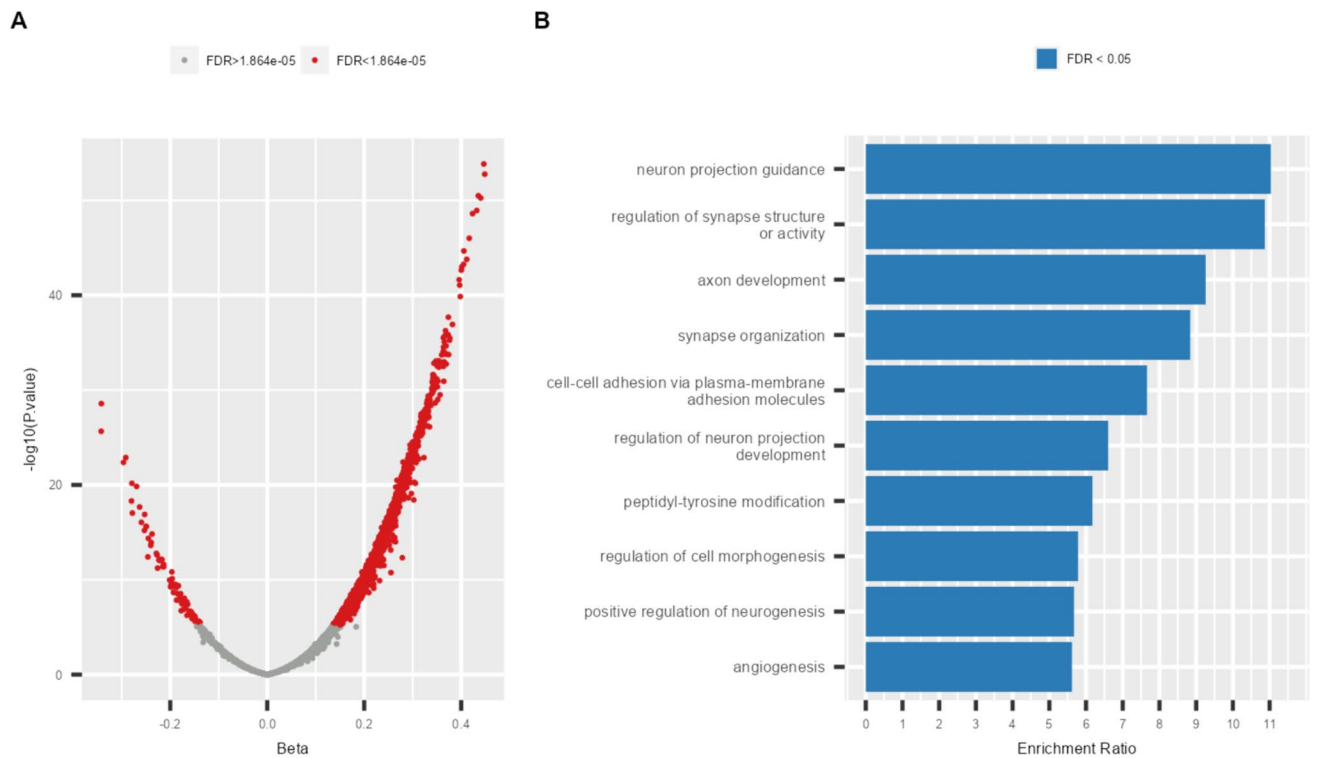 A
FDR>1.864e-05
FDR<1.864e-05
-log10(P.value)
40
20
0
-0.2
0.0
0.2
0.4
Beta
B
FDR < 0.05
neuron projection guidance
regulation of synapse structure
or activity
axon development
synapse organization
cell-cell adhesion via plasma-membrane
adhesion molecules
regulation of neuron projection
development
peptidyl-tyrosine modification
regulation of cell morphogenesis
positive regulation of neurogenesis
angiogenesis
0
1
2
3
4
5
6
7
8
9
10
11
Enrichment Ratio